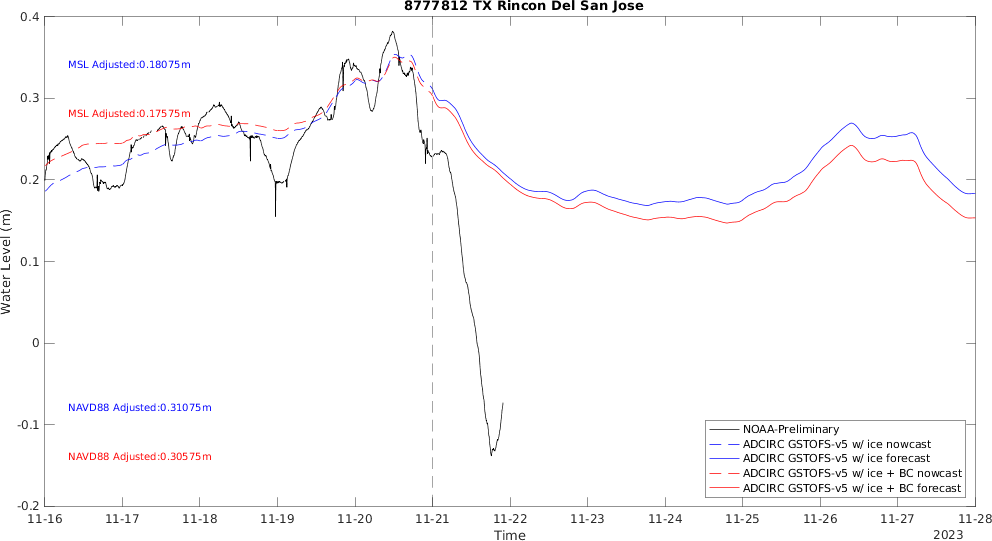 8777812 TX Rincon Del San Jose
0.4
0.3
0.2
0.1
0
-0.1
-0.2
Water Level (m)
MSL Adjusted:0.18075m
MSL Adjusted:0.17575m
NAVD88 Adjusted:0.31075m
NAVD88 Adjusted:0.30575m
NOAA-Preliminary
ADCIRC GSTOFS-v5 w/ ice nowcast
ADCIRC GSTOFS-v5 w/ ice forecast
ADCIRC GSTOFS-v5 w/ ice + BC nowcast
ADCIRC GSTOFS-v5 w/ ice + BC forecast
11-16 11-17 11-18 11-19 11-20 11-21 11-22 11-23 11-24 11-25 11-26 11-27 11-28
Time
2023